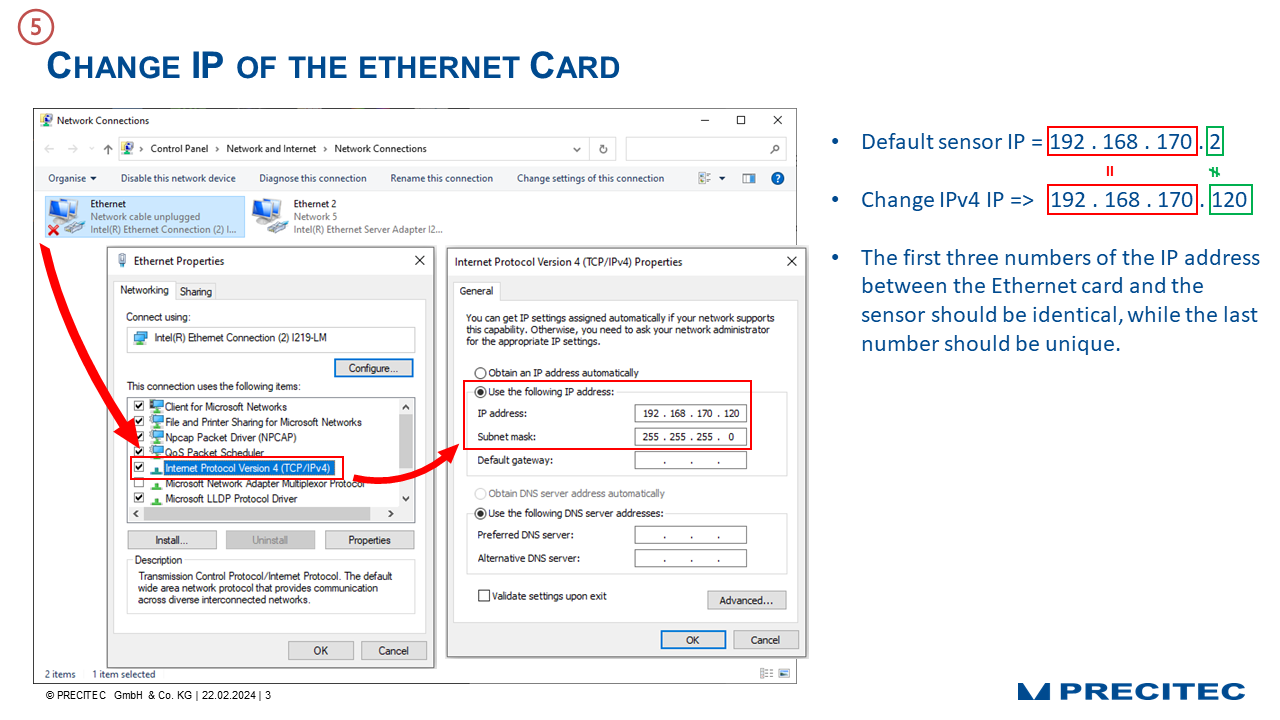 5
CHANGE IP OF THE ETHERNET CARD
Network Connections
Control Panel > Network and Internet > Network Connections
Organise Disable this network device Diagnose this connection Rename this connection Change settings of this connection
Ethernet
Network cable unplugged
Intel(R) Ethernet Connection (2) I...
Ethernet 2
Network 5
Intel(R) Ethernet Server Adapter I2...
Ethernet Properties
Networking Sharing
Connect using:
Intel(R) Ethernet Connection (2) I219-LM
Configure...
This connection uses the following items:
Client for Microsoft Networks
File and Printer Sharing for Microsoft Networks
Npcap Packet Driver (NPCAP)
QoS Packet Scheduler
Internet Protocol Version 4 (TCP/IPv4)
Microsoft Network Adapter Multiplexor Protocol
Microsoft LLDP Protocol Driver
Install... Uninstall Properties
Description
Transmission Control Protocol/Internet Protocol. The default
wide area network protocol that provides communication
across diverse interconnected networks.
OK Cancel
2 items 1 item selected
Internet Protocol Version 4 (TCP/IPv4) Properties
General
You can get IP settings assigned automatically if your network supports
this capability. Otherwise, you need to ask your network administrator
for the appropriate IP settings.
Obtain an IP address automatically
Use the following IP address:
IP address: 192 . 168 . 170 . 120
Subnet mask: 255 . 255 . 255 . 0
Default gateway: . . .
Obtain DNS server address automatically
Use the following DNS server addresses:
Preferred DNS server: . . .
Alternative DNS server: . . .
Validate settings upon exit
Advanced...
OK Cancel
• Default sensor IP = 192 . 168 . 170 . 2
= ≠
• Change IPv4 IP => 192 . 168 . 170 . 120
• The first three numbers of the IP address
between the Ethernet card and the
sensor should be identical, while the last
number should be unique.
© PRECITEC GmbH & Co. KG | 22.02.2024 | 3
PRECITEC